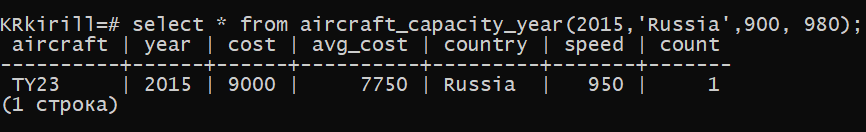 KRkirill=# select * from aircraft_capacity_year(2015,'Russia',900, 980);
 aircraft | year | cost | avg_cost | country | speed | count
----------+------+------+----------+---------+-------+-------
 TY23     | 2015 | 9000 |     7750 | Russia  |   950 |     1
(1 строка)